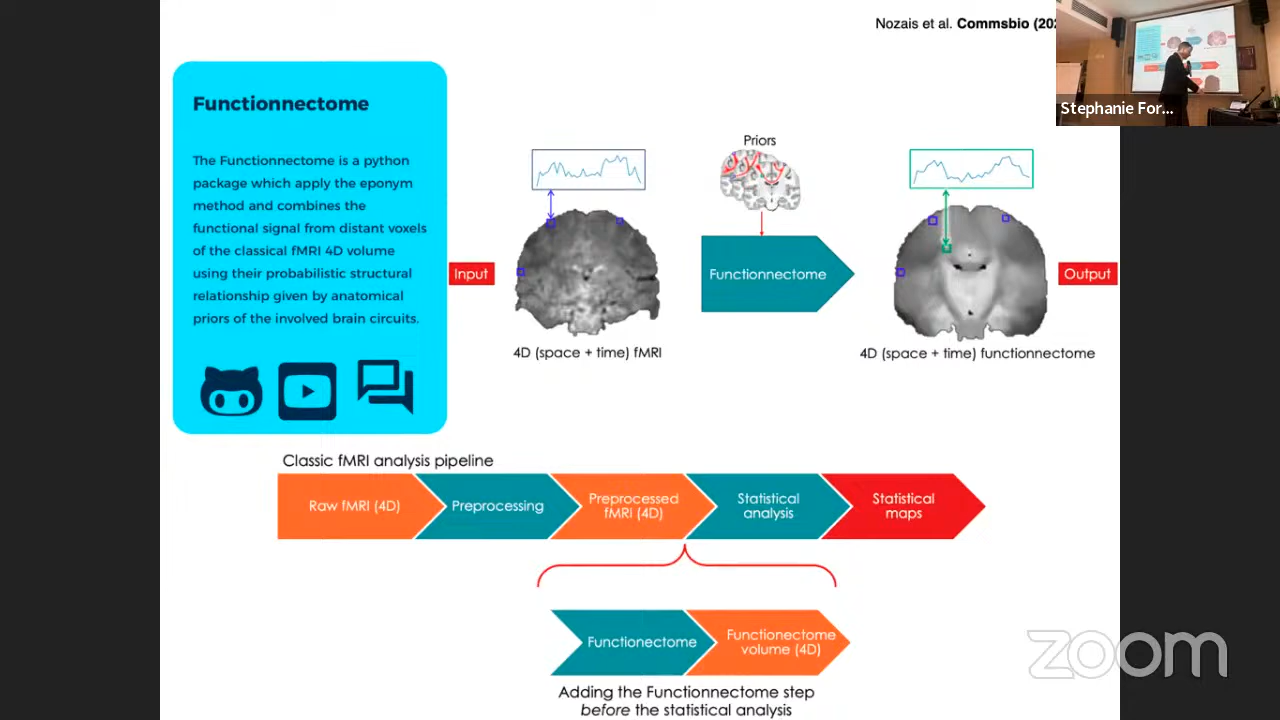 Nozais et al. Commsbio (202
Stephanie For...
Functionnectome
The Functionnectome is a python
package which apply the eponym
method and combines the
functional signal from distant voxels
of the classical fMRI 4D volume
using their probabilistic structural
relationship given by anatomical
priors of the involved brain circuits.
Input
4D (space + time) fMRI
Priors
Functionnectome
4D (space + time) functionnectome
Output
Classic fMRI analysis pipeline
Raw fMRI (4D)
Preprocessing
Preprocessed
fMRI (4D)
Statistical
analysis
Statistical
maps
Functionectome
Functionectome
volume (4D)
Adding the Functionnectome step
before the statistical analysis
zoom